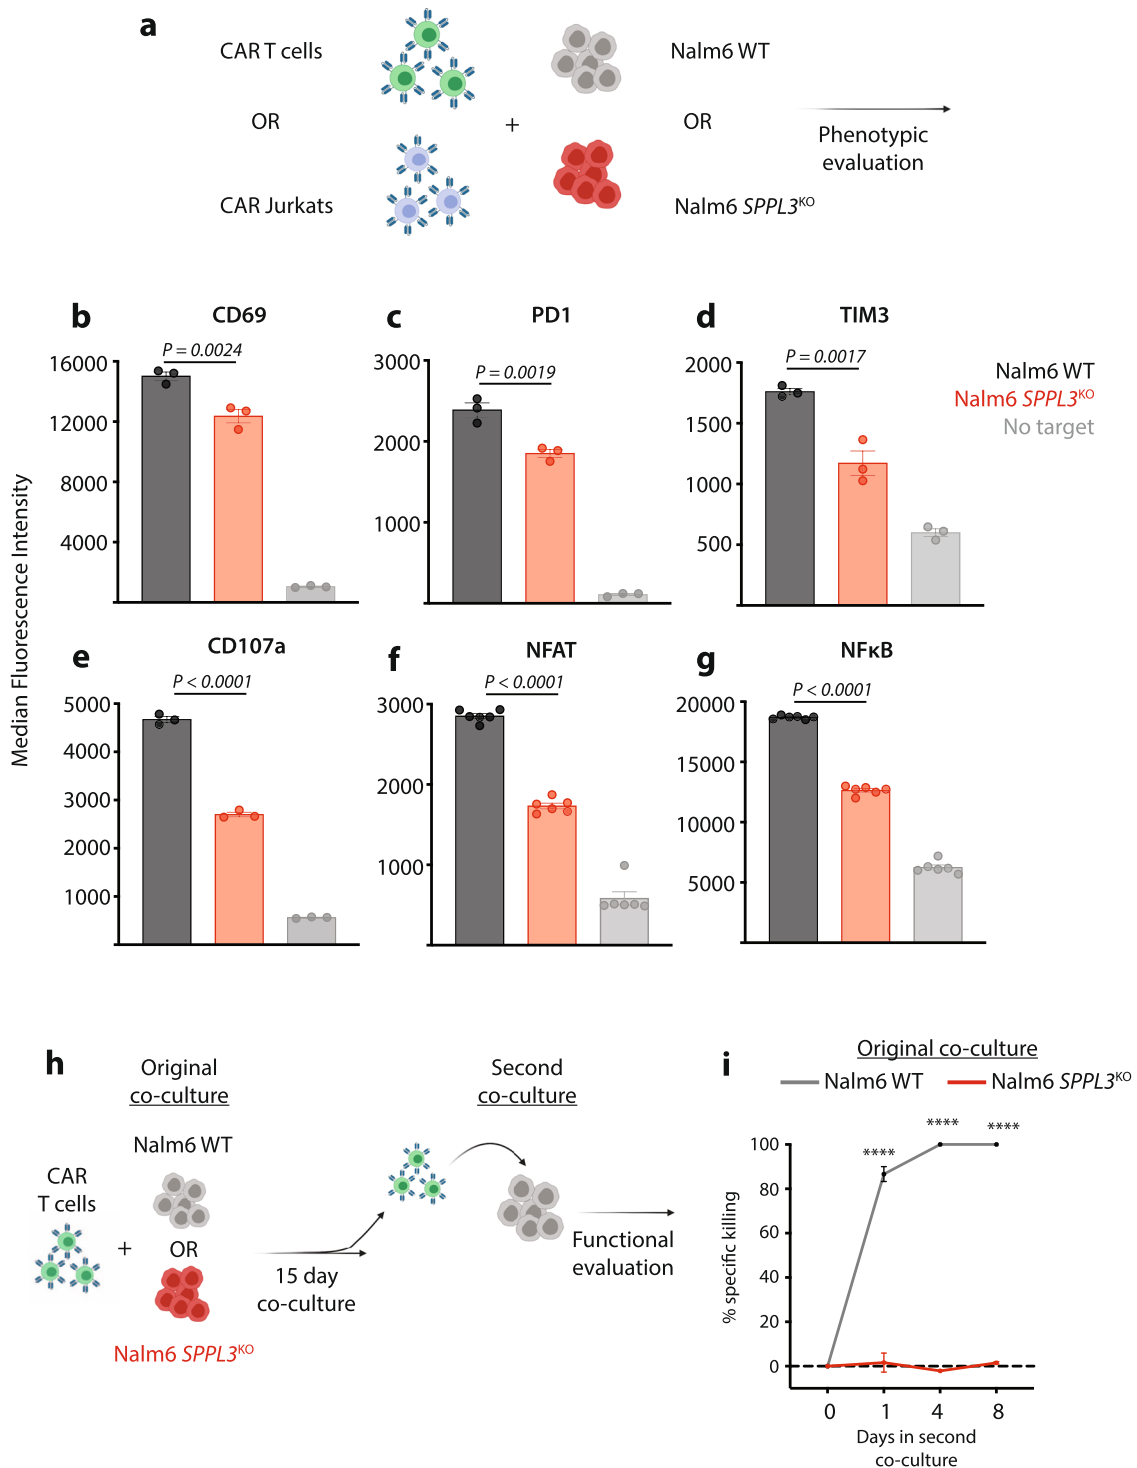 a
CAR T cells
Nalm6 WT
OR
+
OR
Phenotypic
evaluation
CAR Jurkats
Nalm6 SPPL3KO
Median Fluorescence Intensity
b
CD69
P = 0.0024
16000
12000
8000
4000
c
PD1
P = 0.0019
3000
2000
1000
d
TIM3
P = 0.0017
2000
1500
1000
500
Nalm6 WT
Nalm6 SPPL3KO
No target
e
CD107a
P < 0.0001
5000
4000
3000
2000
1000
f
NFAT
P < 0.0001
3000
2000
1000
g
NFκB
P < 0.0001
20000
15000
10000
5000
h
Original
co-culture
Second
co-culture
Nalm6 WT
CAR
T cells
+
OR
15 day
co-culture
Functional
evaluation
Nalm6 SPPL3KO
i
Original co-culture
Nalm6 WT
Nalm6 SPPL3KO
**** **** ****
% specific killing
100
80
60
40
20
0
0 1 4 8
Days in second
co-culture